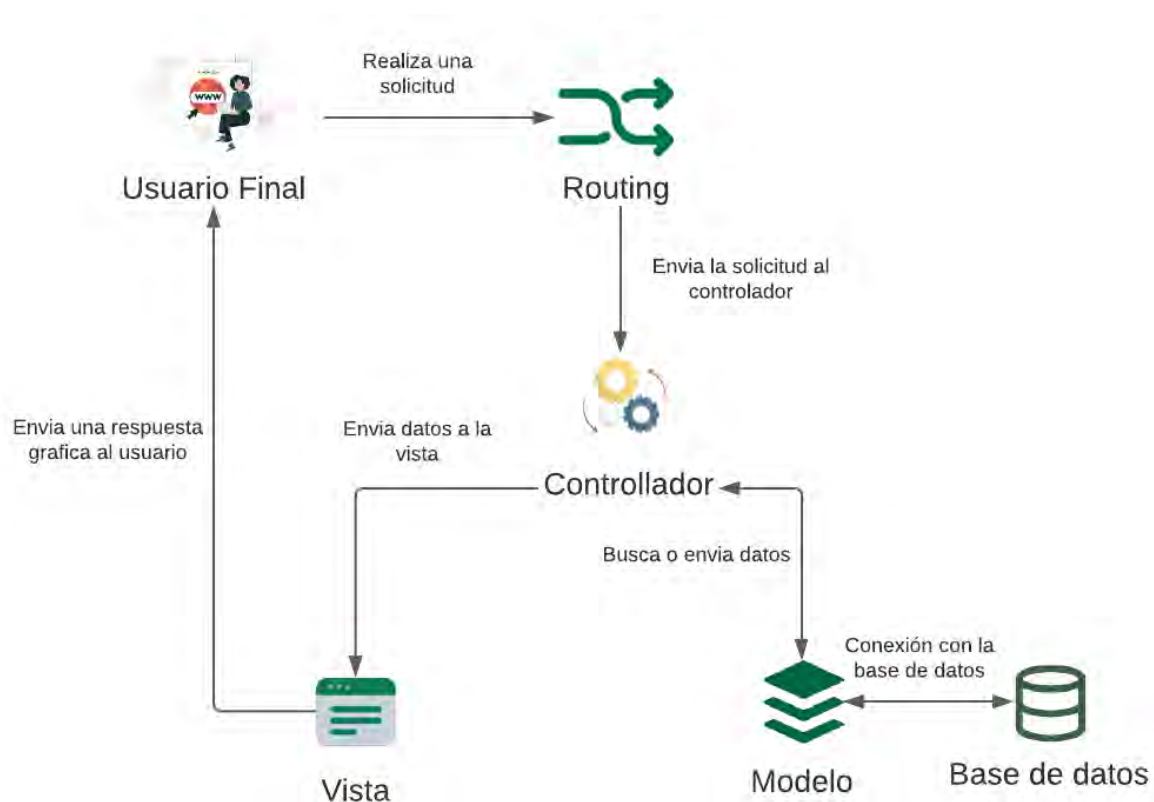 Realiza una
solicitud
www
Usuario Final
Routing
Envia la solicitud al
controlador
Envia una respuesta
grafica al usuario
Envia datos a la
vista
Controllador
Busca o envia datos
Conexión con la
base de datos
Vista
Modelo
Base de datos